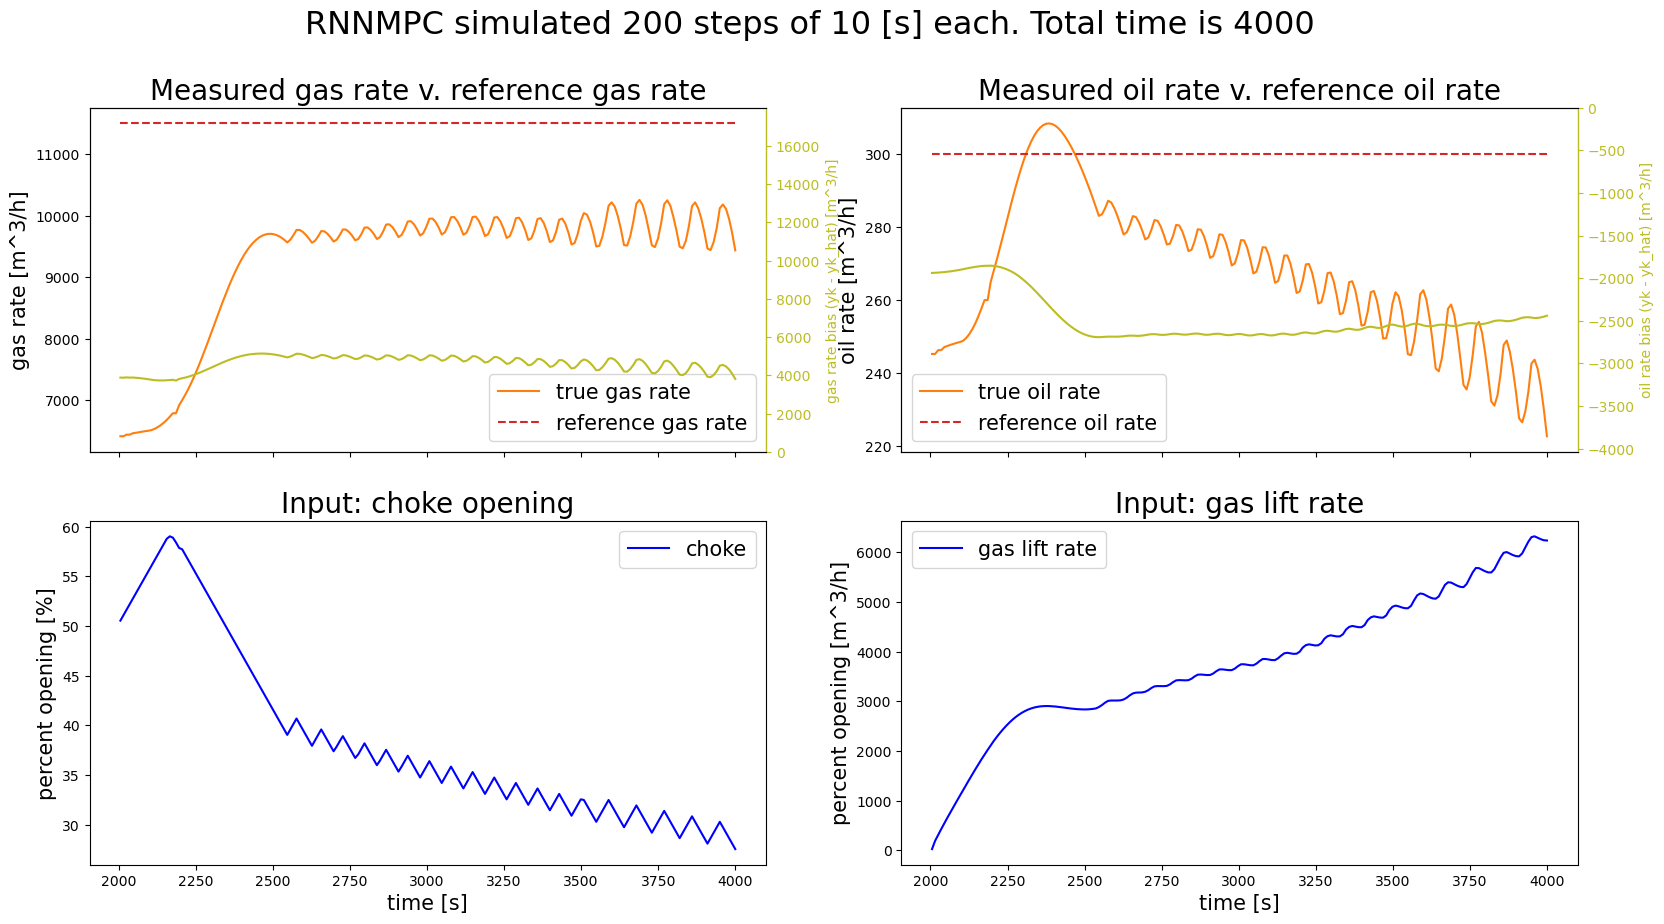 RNNMPC simulated 200 steps of 10 [s] each. Total time is 4000
Measured gas rate v. reference gas rate
gas rate [m^3/h]
11000
10000
9000
8000
7000
16000
14000
12000
10000
8000
6000
4000
2000
0
gas rate bias (yk - yk_hat) [m^3/h]
true gas rate
reference gas rate
Measured oil rate v. reference oil rate
oil rate [m^3/h]
300
280
260
240
220
0
−500
−1000
−1500
−2000
−2500
−3000
−3500
−4000
oil rate bias (yk - yk_hat) [m^3/h]
true oil rate
reference oil rate
Input: choke opening
percent opening [%]
60
55
50
45
40
35
30
choke
2000 2250 2500 2750 3000 3250 3500 3750 4000
time [s]
Input: gas lift rate
percent opening [m^3/h]
6000
5000
4000
3000
2000
1000
0
gas lift rate
2000 2250 2500 2750 3000 3250 3500 3750 4000
time [s]